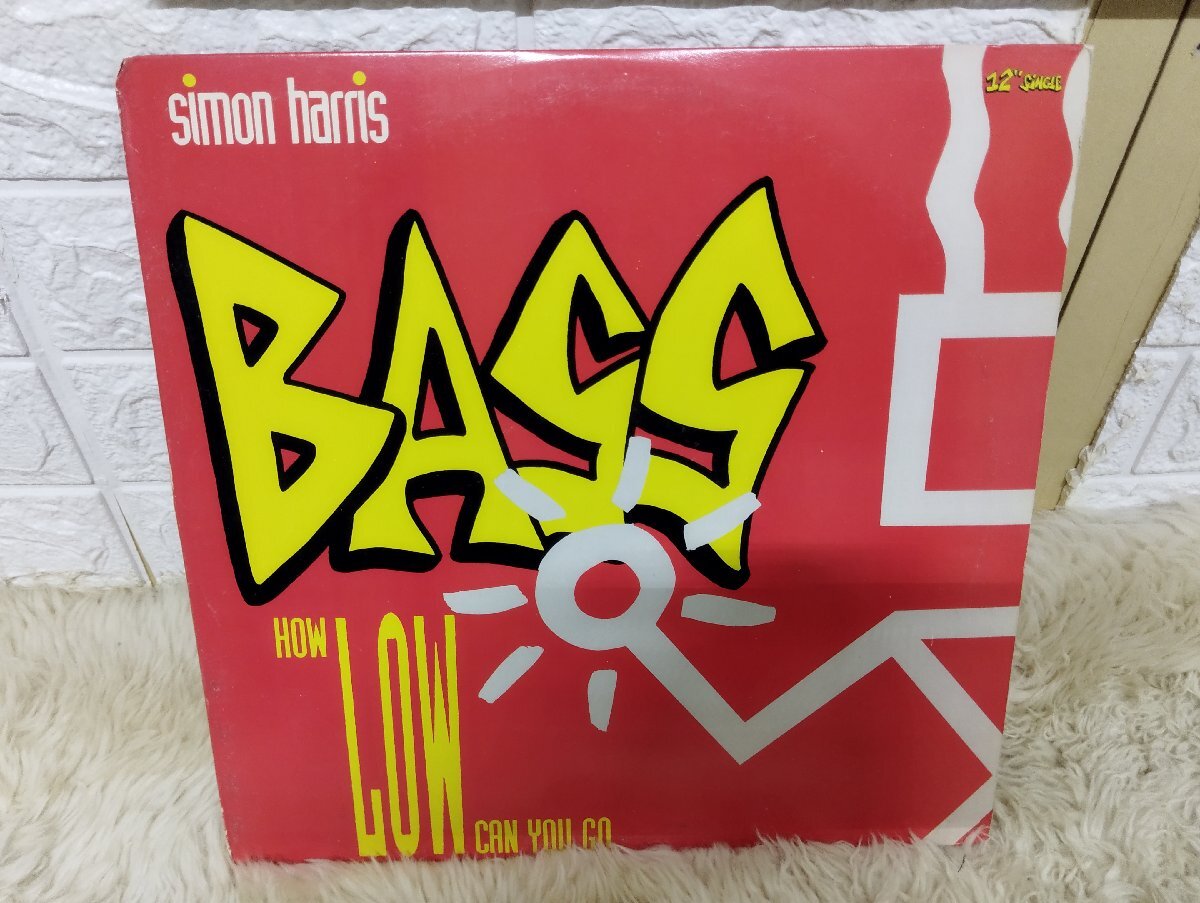 simon harris
12" SINGLE
BASS
HOW LOW CAN YOU GO